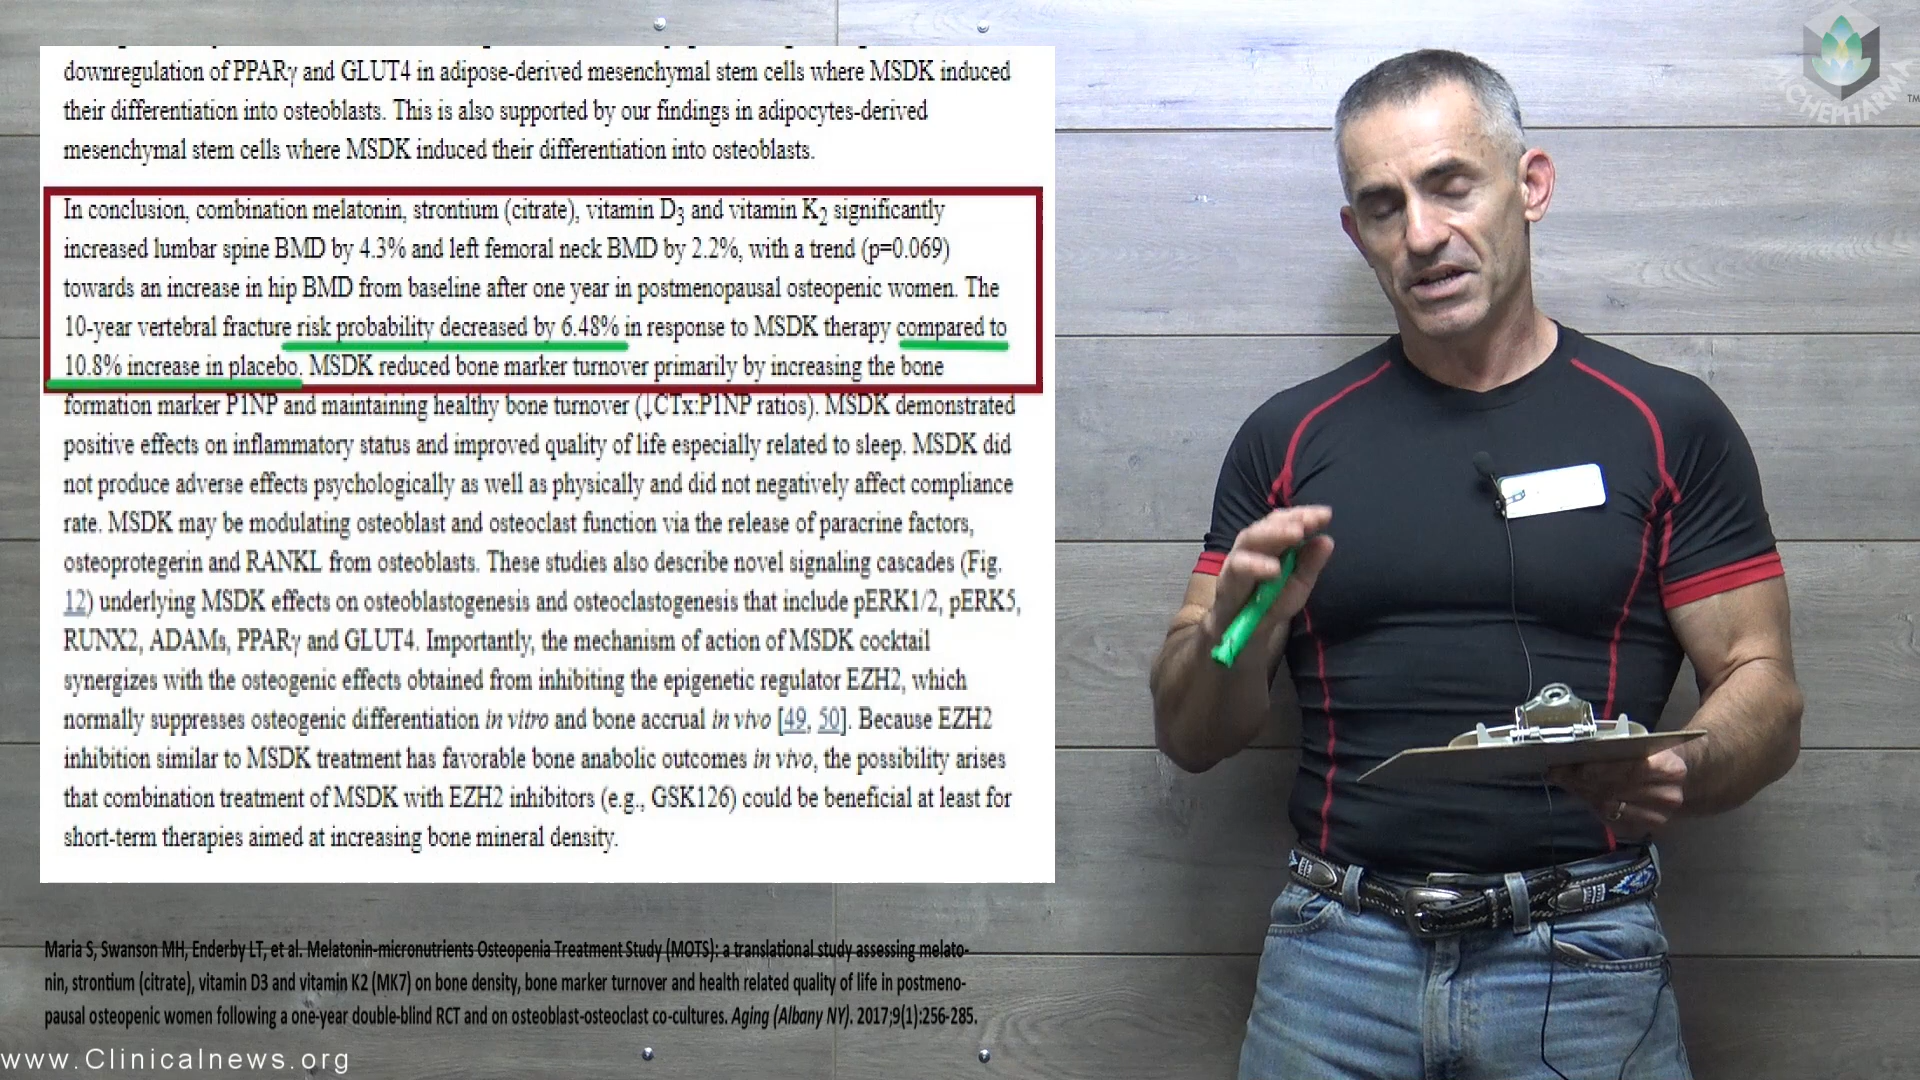 downregulation of PPARγ and GLUT4 in adipose-derived mesenchymal stem cells where MSDK induced
their differentiation into osteoblasts. This is also supported by our findings in adipocytes-derived
mesenchymal stem cells where MSDK induced their differentiation into osteoblasts.
In conclusion, combination melatonin, strontium (citrate), vitamin D3 and vitamin K2 significantly
increased lumbar spine BMD by 4.3% and left femoral neck BMD by 2.2%, with a trend (p=0.069)
towards an increase in hip BMD from baseline after one year in postmenopausal osteopenic women. The
10-year vertebral fracture risk probability decreased by 6.48% in response to MSDK therapy compared to
10.8% increase in placebo. MSDK reduced bone marker turnover primarily by increasing the bone
formation marker P1NP and maintaining healthy bone turnover (↓CTx:P1NP ratios). MSDK demonstrated
positive effects on inflammatory status and improved quality of life especially related to sleep. MSDK did
not produce adverse effects psychologically as well as physically and did not negatively affect compliance
rate. MSDK may be modulating osteoblast and osteoclast function via the release of paracrine factors,
osteoprotegerin and RANKL from osteoblasts. These studies also describe novel signaling cascades (Fig.
12) underlying MSDK effects on osteoblastogenesis and osteoclastogenesis that include pERK1/2, pERK5,
RUNX2, ADAMs, PPARγ and GLUT4. Importantly, the mechanism of action of MSDK cocktail
synergizes with the osteogenic effects obtained from inhibiting the epigenetic regulator EZH2, which
normally suppresses osteogenic differentiation in vitro and bone accrual in vivo [49, 50]. Because EZH2
inhibition similar to MSDK treatment has favorable bone anabolic outcomes in vivo, the possibility arises
that combination treatment of MSDK with EZH2 inhibitors (e.g., GSK126) could be beneficial at least for
short-term therapies aimed at increasing bone mineral density.
Maria S, Swanson MH, Enderby LT, et al. Melatonin-micronutrients Osteopenia Treatment Study (MOTS): a translational study assessing melato-
nin, strontium (citrate), vitamin D3 and vitamin K2 (MK7) on bone density, bone marker turnover and health related quality of life in postmeno-
pausal osteopenic women following a one-year double-blind RCT and on osteoblast-osteoclast co-cultures. Aging (Albany NY). 2017;9(1):256-285.
www.Clinicalnews.org
TM